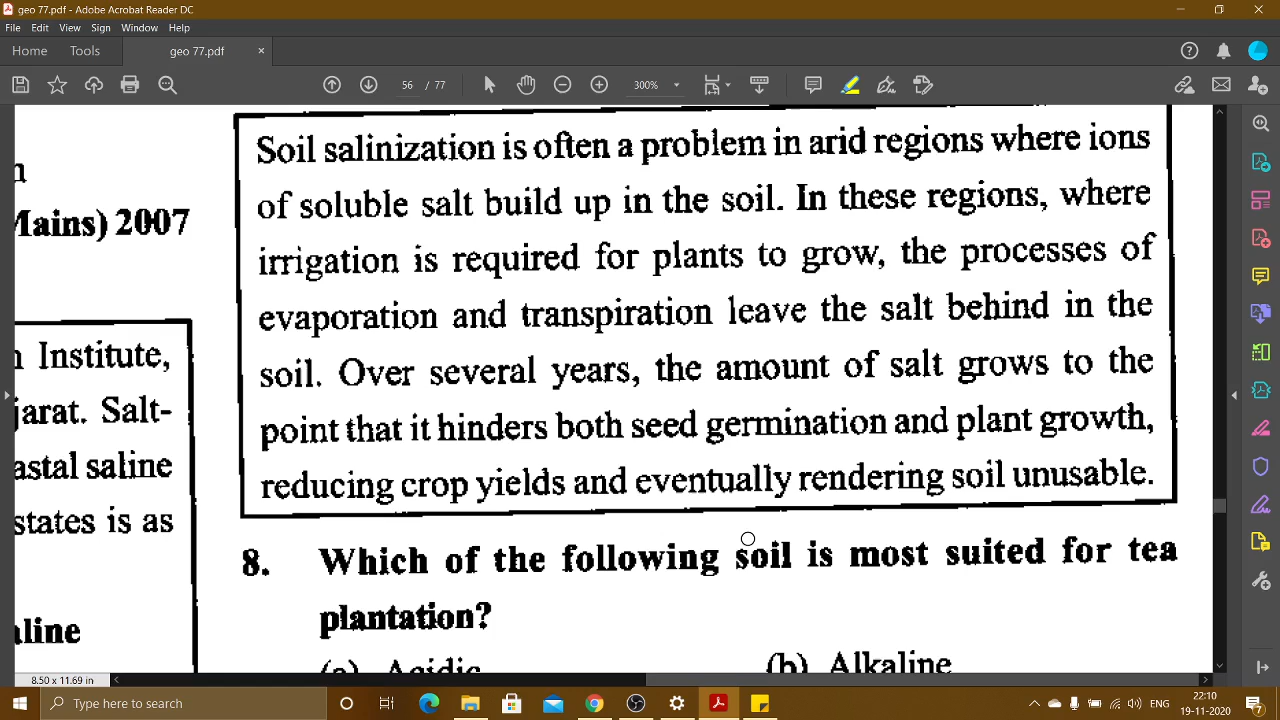 geo 77.pdf - Adobe Acrobat Reader DC
File Edit View Sign Window Help
Home Tools geo 77.pdf ×
56 / 77 300%
n
Mains) 2007
n Institute,
jarat. Salt-
astal saline
states is as
aline
Soil salinization is often a problem in arid regions where ions
of soluble salt build up in the soil. In these regions, where
irrigation is required for plants to grow, the processes of
evaporation and transpiration leave the salt behind in the
soil. Over several years, the amount of salt grows to the
point that it hinders both seed germination and plant growth,
reducing crop yields and eventually rendering soil unusable.
8. Which of the following soil is most suited for tea
plantation?
(a) Acidic (b) Alkaline
8.50 x 11.69 in
Type here to search
ENG
22:10
19-11-2020
7